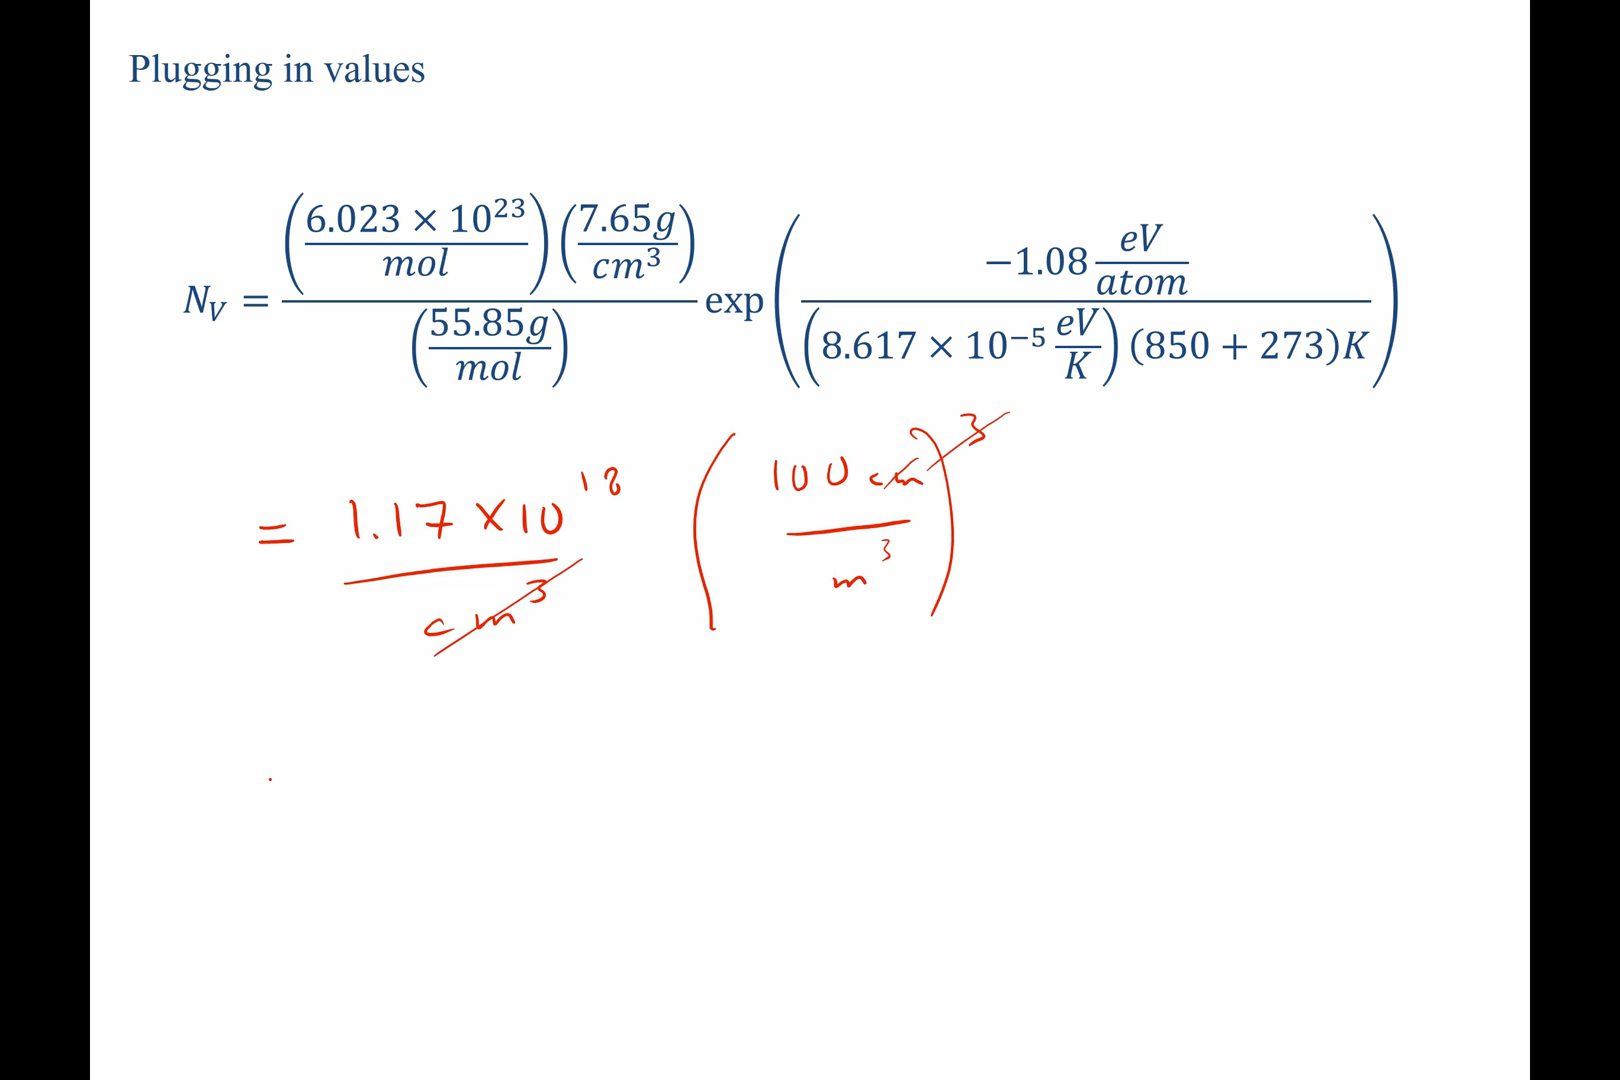 Plugging in values
N_V = ((6.023 × 10^23 / mol) (7.65g / cm^3)) / (55.85g / mol) exp((−1.08 eV/atom) / ((8.617 × 10^−5 eV/K) (850 + 273)K))
= (1.17 × 10^18 / cm^3) (100 cm / m^3)^3